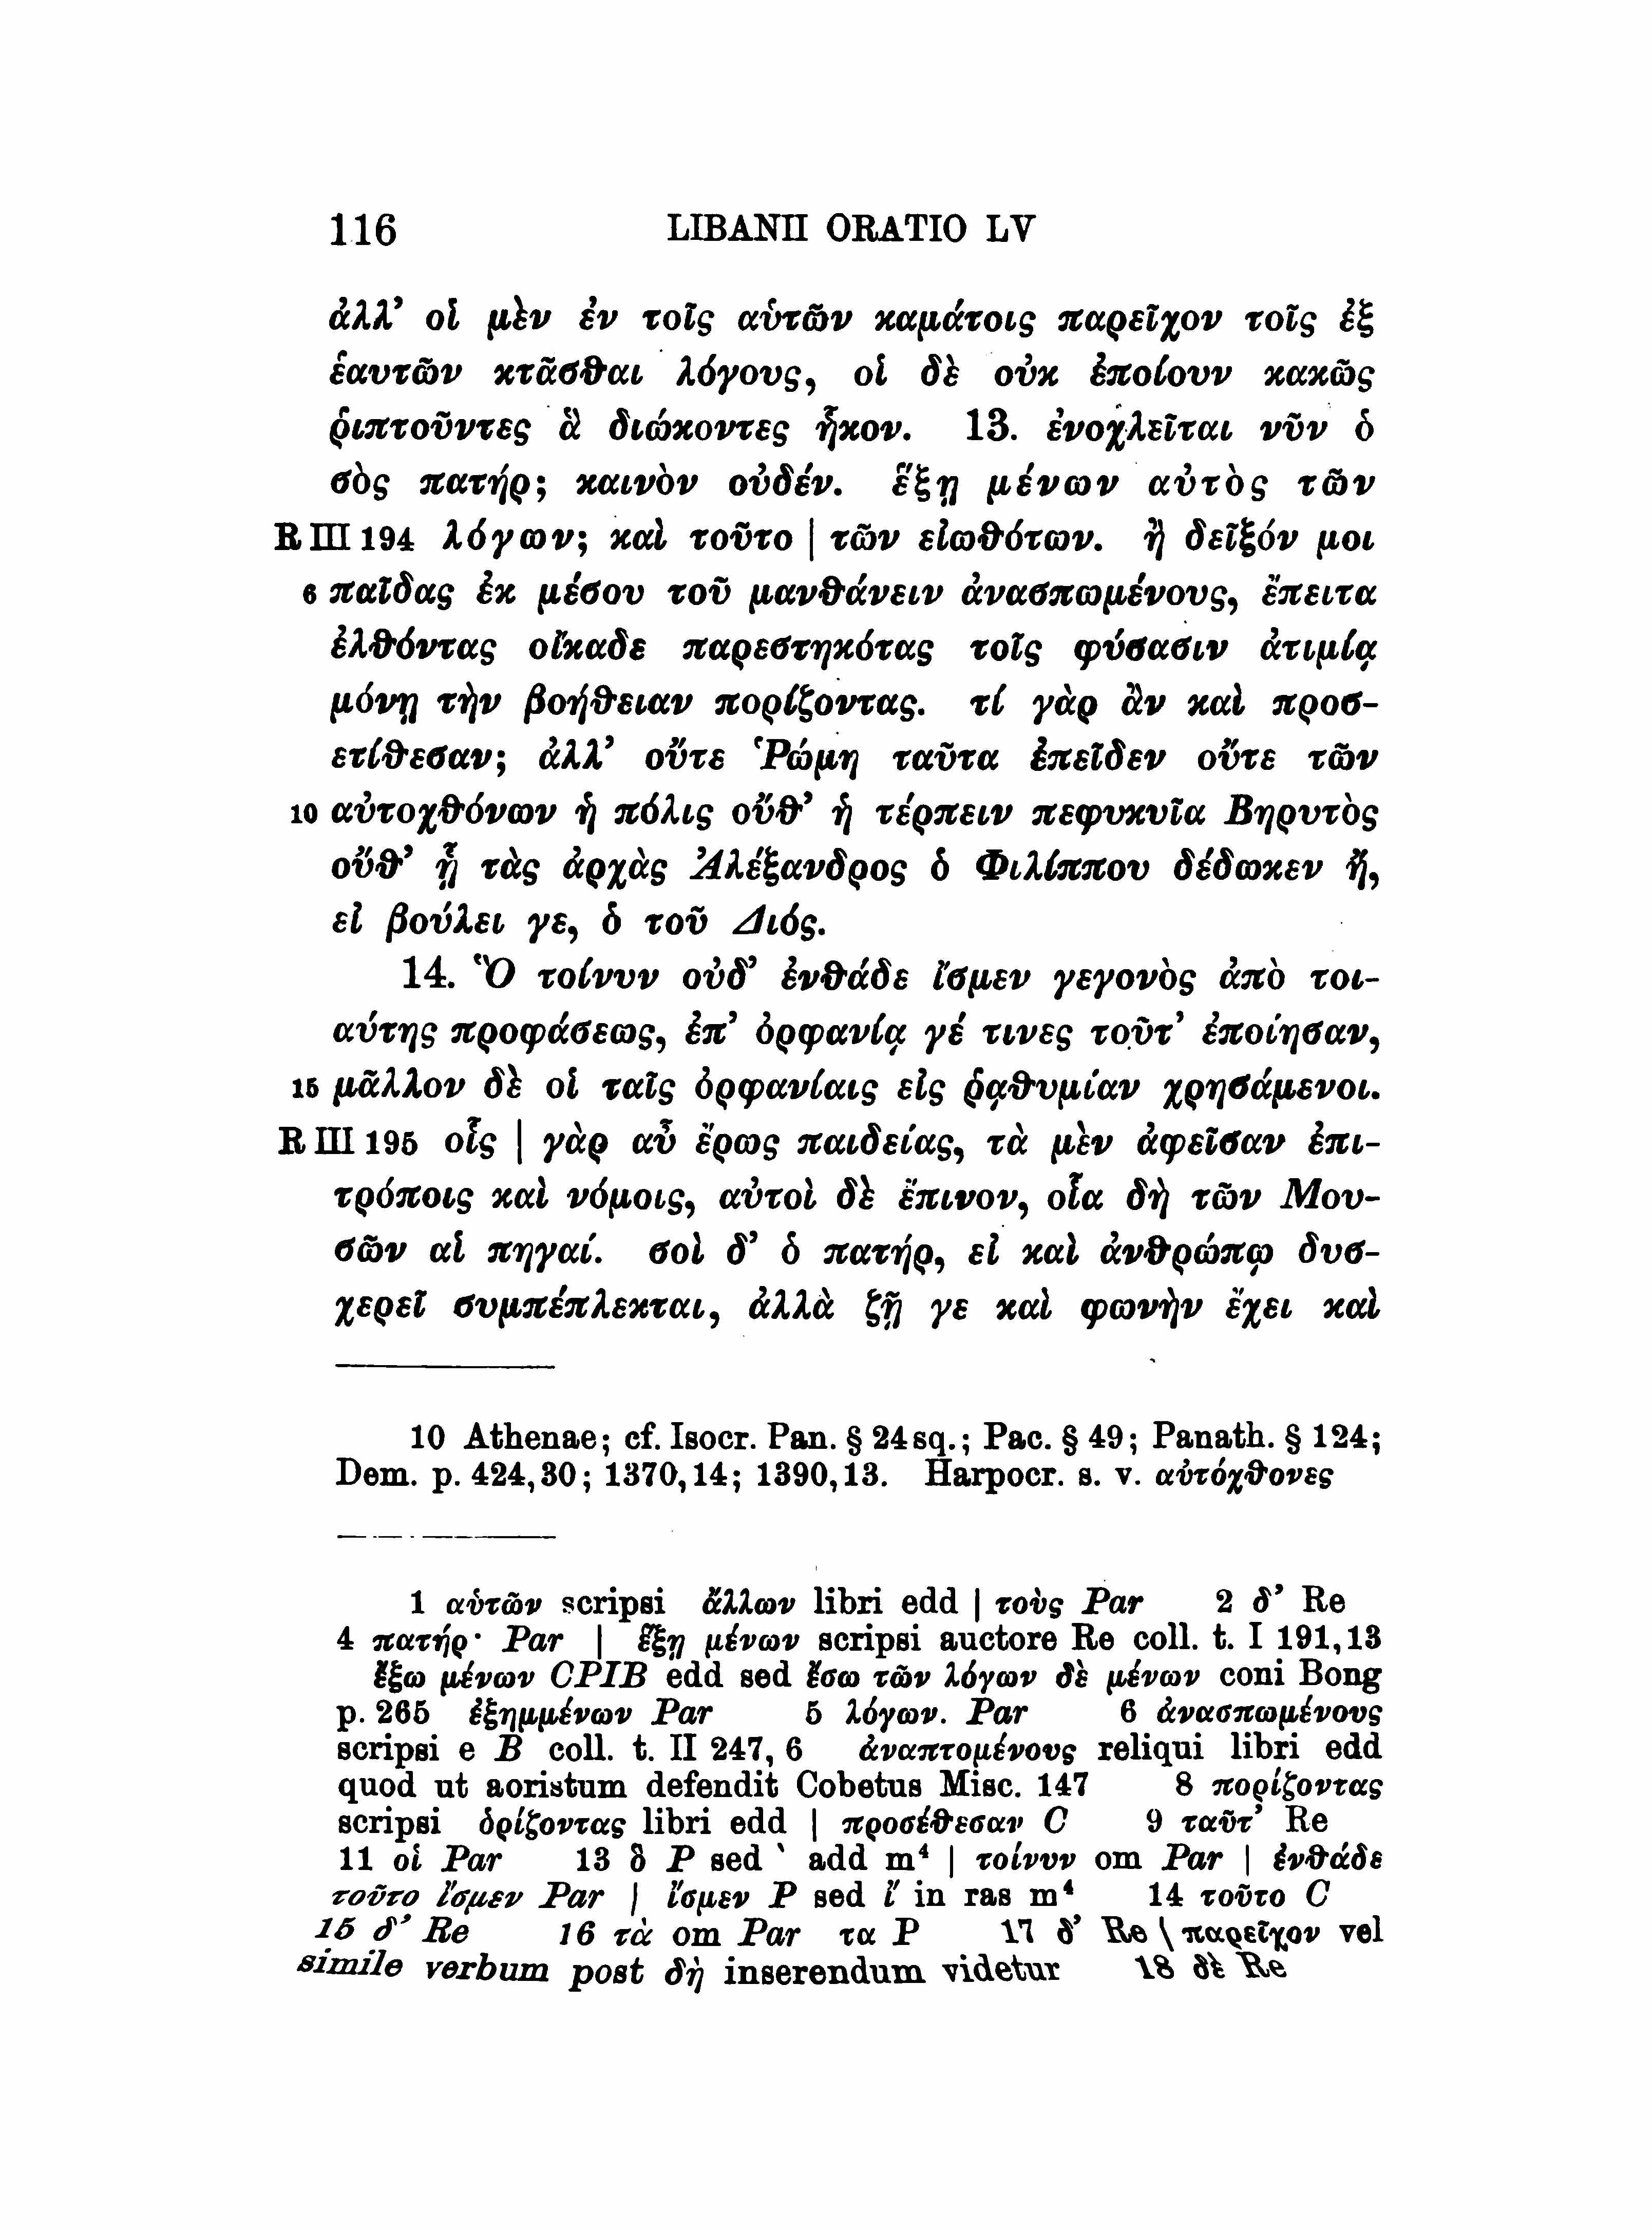 116 LIBANII ORATIO LV
ἀλλ’ οἱ μὲν ἐν τοῖς αὑτῶν καμάτοις παρεῖχον τοῖς ἐξ
ἑαυτῶν κτᾶσθαι λόγους, οἱ δὲ οὐκ ἐποίουν κακῶς
ῥιπτοῦντες ἃ διώκοντες ἧκον. 13. ἐνοχλεῖται νῦν ὁ
σὸς πατήρ; καινὸν οὐδέν. ἕξῃ μένων αὐτὸς τῶν
R III 194 λόγων; καὶ τοῦτο | τῶν εἰωθότων. ἢ δεῖξόν μοι
6 παῖδας ἐκ μέσου τοῦ μανθάνειν ἀνασπωμένους, ἔπειτα
ἐλθόντας οἴκαδε παρεστηκότας τοῖς φύσασιν ἀτιμίᾳ
μόνῃ τὴν βοήθειαν πορίζοντας. τί γὰρ ἂν καὶ προσ-
ετίθεσαν; ἀλλ’ οὔτε Ῥώμη ταῦτα ἐπεῖδεν οὔτε τῶν
10 αὐτοχθόνων ἡ πόλις οὔθ’ ἡ τέρπειν πεφυκυῖα Βηρυτὸς
οὔθ’ ᾗ τὰς ἀρχὰς Ἀλέξανδρος ὁ Φιλίππου δέδωκεν ἤ,
εἰ βούλει γε, ὁ τοῦ Διός.
14. Ὃ τοίνυν οὐδ’ ἐνθάδε ἴσμεν γεγονὸς ἀπὸ τοι-
αύτης προφάσεως, ἐπ’ ὀρφανίᾳ γέ τινες τοῦτ’ ἐποίησαν,
15 μᾶλλον δὲ οἱ ταῖς ὀρφανίαις εἰς ῥᾳθυμίαν χρησάμενοι.
R III 195 οἷς | γὰρ αὖ ἔρως παιδείας, τὰ μὲν ἀφεῖσαν ἐπι-
τρόποις καὶ νόμοις, αὐτοὶ δὲ ἔπινον, οἷα δὴ τῶν Μου-
σῶν αἱ πηγαί. σοὶ δ’ ὁ πατήρ, εἰ καὶ ἀνθρώπῳ δυσ-
χερεῖ συμπέπλεκται, ἀλλὰ ζῇ γε καὶ φωνὴν ἔχει καὶ
10 Athenae; cf. Isocr. Pan. § 24 sq.; Pac. § 49; Panath. § 124;
Dem. p. 424,30; 1370,14; 1390,13. Harpocr. s. v. αὐτόχθονες
1 αὑτῶν scripsi ἄλλων libri edd | τοὺς Par 2 δ’ Re
4 πατήρ· Par | ἕξῃ μένων scripsi auctore Re coll. t. I 191,13
ἔξω μένων CPIB edd sed ἔσω τῶν λόγων δὲ μένων coni Bong
p. 265 ἐξημμένων Par 5 λόγων. Par 6 ἀνασπωμένους
scripsi e B coll. t. II 247, 6 ἀναπτομένους reliqui libri edd
quod ut aoristum defendit Cobetus Misc. 147 8 πορίζοντας
scripsi ὁρίζοντας libri edd | προσέθεσαν C 9 ταῦτ’ Re
11 οἱ Par 13 ὃ P sed ‵ add m⁴ | τοίνυν om Par | ἐνθάδε
τοῦτο ἴσμεν Par | ἴσμεν P sed ἴ in ras m⁴ 14 τοῦτο C
15 δ’ Re 16 τὰ om Par τα P 17 δ’ Re | παρεῖχον vel
simile verbum post δὴ inserendum videtur 18 δὲ Re